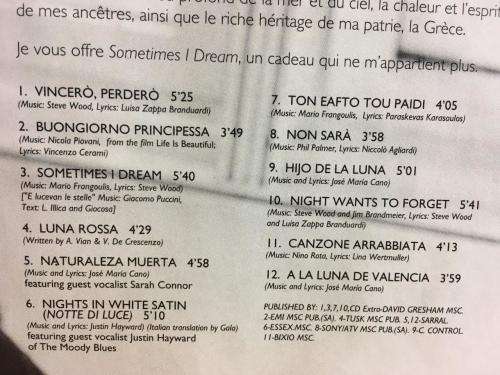 de la mer et du ciel, la chaleur et l'esprit
de mes ancêtres, ainsi que le riche héritage de ma patrie, la Grèce.
Je vous offre Sometimes I Dream, un cadeau qui ne m'appartient plus.
1. VINCERÒ, PERDERÒ 5'25
(Music: Steve Wood, Lyrics: Luisa Zappa Branduardi)
2. BUONGIORNO PRINCIPESSA 3'49
(Music: Nicola Piovani, from the film Life Is Beautiful;
Lyrics: Vincenzo Cerami)
3. SOMETIMES I DREAM 5'40
(Music: Mario Frangoulis, Lyrics: Steve Wood)
["E lucevan le stelle" Music: Giacomo Puccini,
Text: L. Illica and Giocosa]
4. LUNA ROSSA 4'29
(Written by A. Vian & V. De Crescenzo)
5. NATURALEZA MUERTA 4'58
(Music and Lyrics: José María Cano)
featuring guest vocalist Sarah Connor
6. NIGHTS IN WHITE SATIN
(NOTTE DI LUCE) 5'10
(Music and Lyrics: Justin Hayward) (Italian translation by Gaio)
featuring guest vocalist Justin Hayward
of The Moody Blues
7. TON EAFTO TOU PAIDI 4'05
(Music: Mario Frangoulis, Lyrics: Paraskevas Karasoulos)
8. NON SARÀ 3'58
(Music: Phil Palmer, Lyrics: Niccolò Agliardi)
9. HIJO DE LA LUNA 5'01
(Music and Lyrics: José María Cano)
10. NIGHT WANTS TO FORGET 5'41
(Music: Steve Wood and Jim Brandmeier, Lyrics: Steve Wood
and Luisa Zappa Branduardi)
11. CANZONE ARRABBIATA 4'13
(Music: Nino Rota, Lyrics: Lina Wertmuller)
12. A LA LUNA DE VALENCIA 3'59
(Music and Lyrics: José María Cano)
PUBLISHED BY: 1,3,7,10,CD Extra-DAVID GRESHAM MSC.
2-EMI MSC PUB.(SA). 4-TUSK MSC PUB. 5,12-SARRAL.
6-ESSEX.MSC. 8-SONY/ATV MSC PUB.(SA). 9-C. CONTROL.
11-BIXIO MSC.